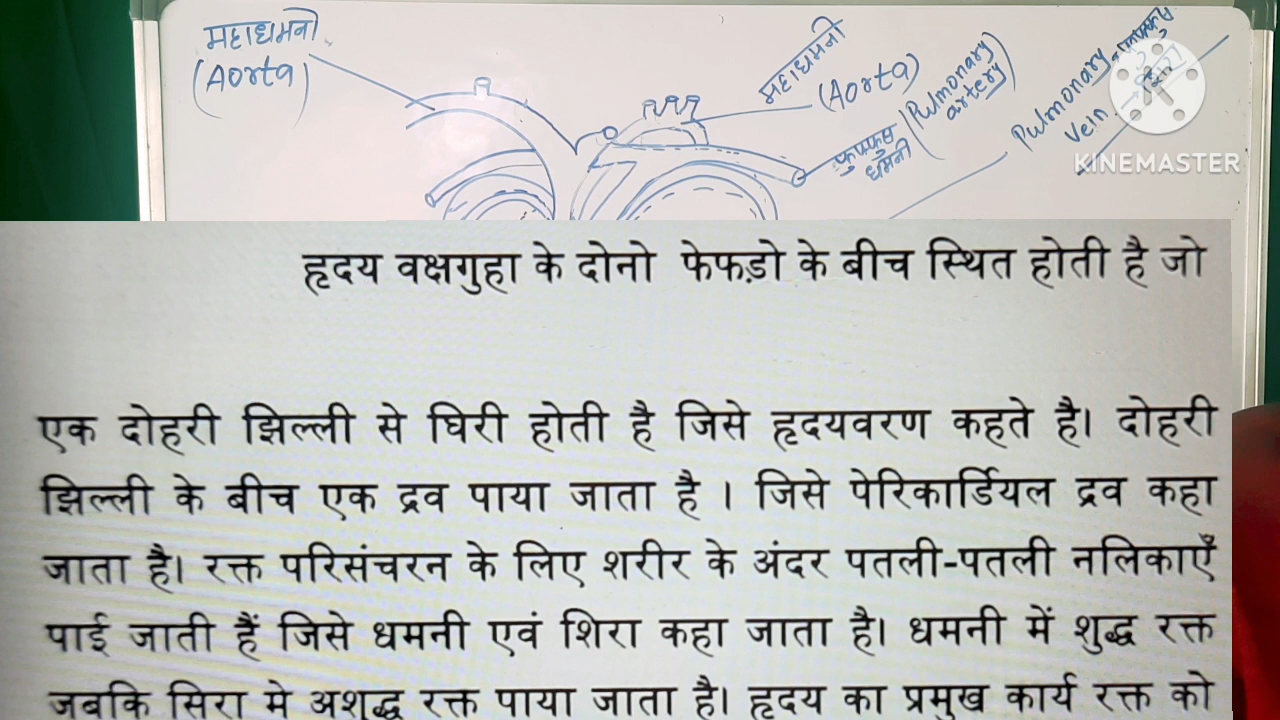 महाधमनी
(Aorta)
महाधमनी
(Aorta)
फुफ्फुस
धमनी
(Pulmonary
artery)
Pulmonary
vein
KINEMASTER
हृदय वक्षगुहा के दोनो फेफड़ो के बीच स्थित होती है जो
एक दोहरी झिल्ली से घिरी होती है जिसे हृदयवरण कहते है। दोहरी
झिल्ली के बीच एक द्रव पाया जाता है । जिसे पेरिकार्डियल द्रव कहा
जाता है। रक्त परिसंचरन के लिए शरीर के अंदर पतली-पतली नलिकाएँ
पाई जाती हैं जिसे धमनी एवं शिरा कहा जाता है। धमनी में शुद्ध रक्त
जबकि सिरा मे अशुद्ध रक्त पाया जाता है। हृदय का प्रमुख कार्य रक्त को